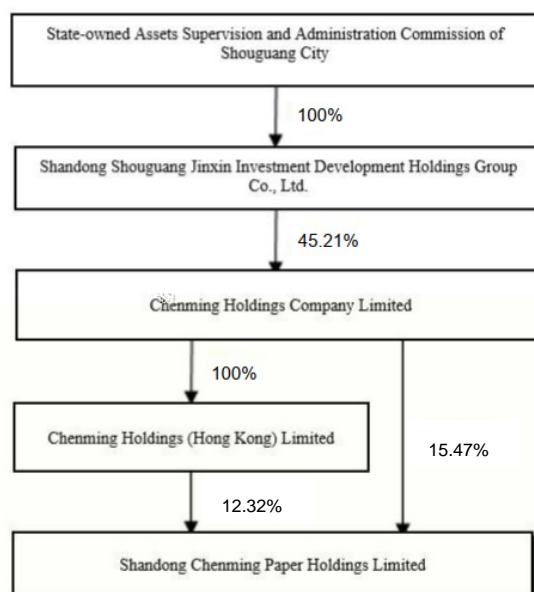 State-owned Assets Supervision and Administration Commission of
Shouguang City
100%
Shandong Shouguang Jinxin Investment Development Holdings Group
Co., Ltd.
45.21%
Chenming Holdings Company Limited
100%
Chenming Holdings (Hong Kong) Limited
15.47%
12.32%
Shandong Chenming Paper Holdings Limited